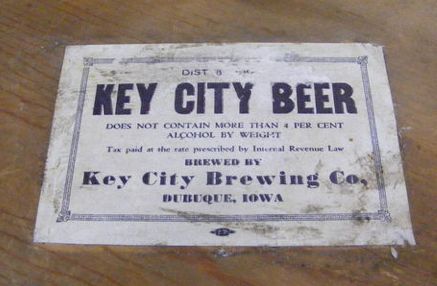 DIST 8
KEY CITY BEER
DOES NOT CONTAIN MORE THAN 4 PER CENT
ALCOHOL BY WEIGHT
Tax paid at the rate prescribed by Internal Revenue Law
BREWED BY
Key City Brewing Co.
DUBUQUE, IOWA